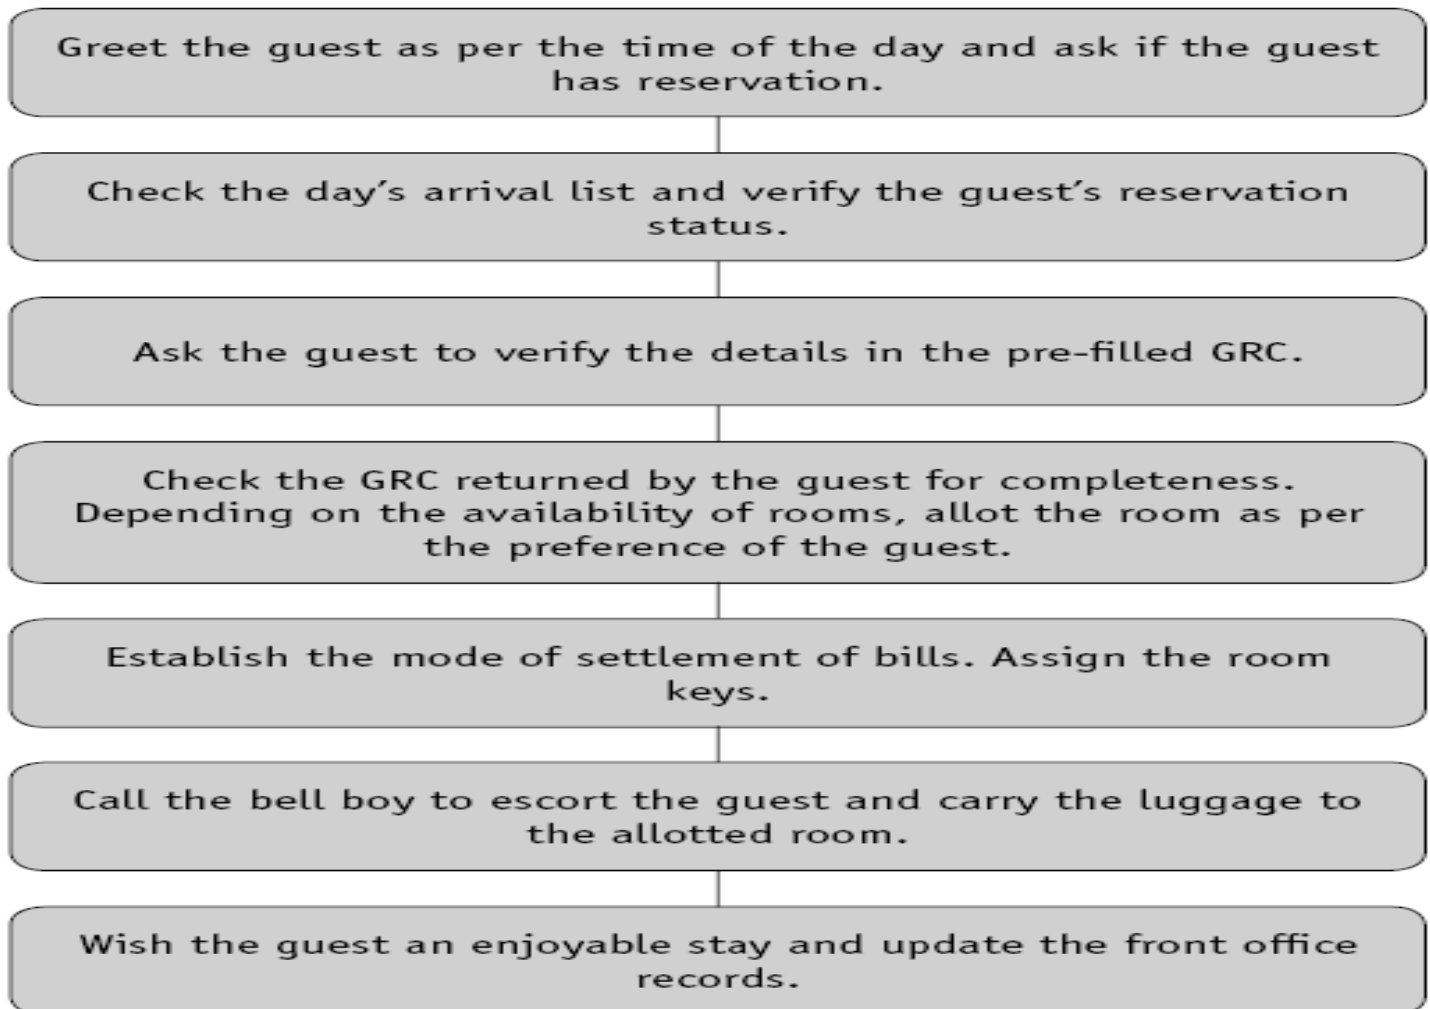 Greet the guest as per the time of the day and ask if the guest
has reservation.
Check the day’s arrival list and verify the guest’s reservation
status.
Ask the guest to verify the details in the pre-filled GRC.
Check the GRC returned by the guest for completeness.
Depending on the availability of rooms, allot the room as per
the preference of the guest.
Establish the mode of settlement of bills. Assign the room
keys.
Call the bell boy to escort the guest and carry the luggage to
the allotted room.
Wish the guest an enjoyable stay and update the front office
records.